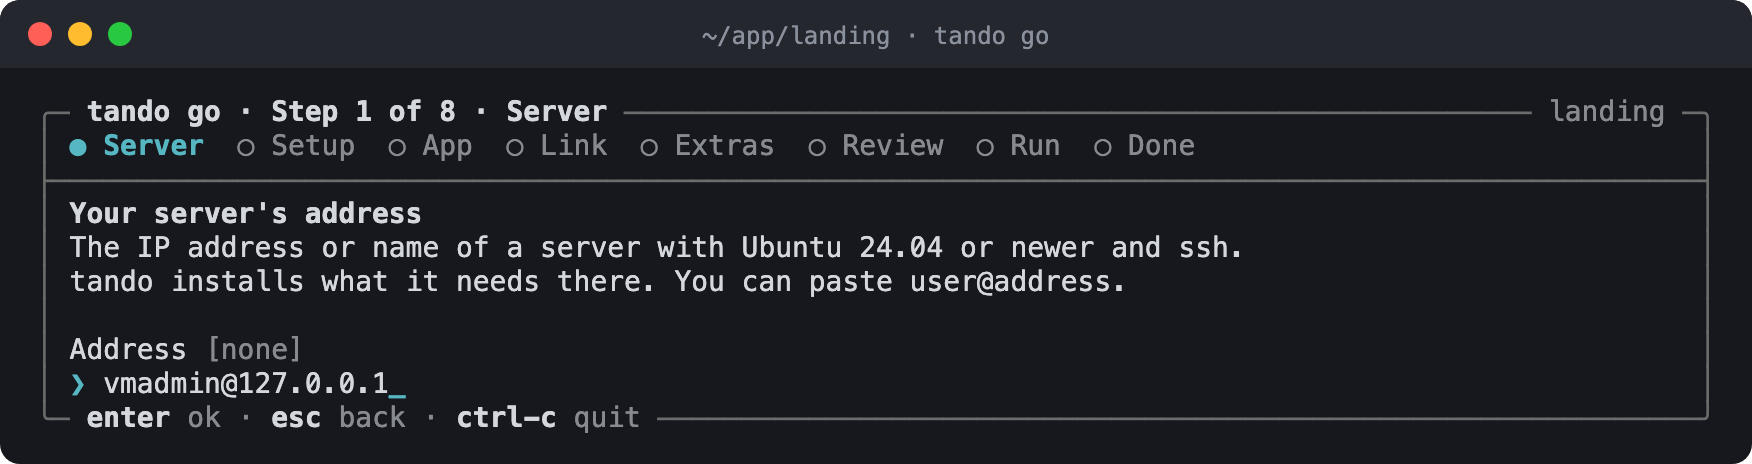 ~/app/landing · tando go
tando go · Step 1 of 8 · Server landing
● Server ○ Setup ○ App ○ Link ○ Extras ○ Review ○ Run ○ Done
Your server's address
The IP address or name of a server with Ubuntu 24.04 or newer and ssh.
tando installs what it needs there. You can paste user@address.
Address [none]
❯ vmadmin@127.0.0.1_
enter ok · esc back · ctrl-c quit